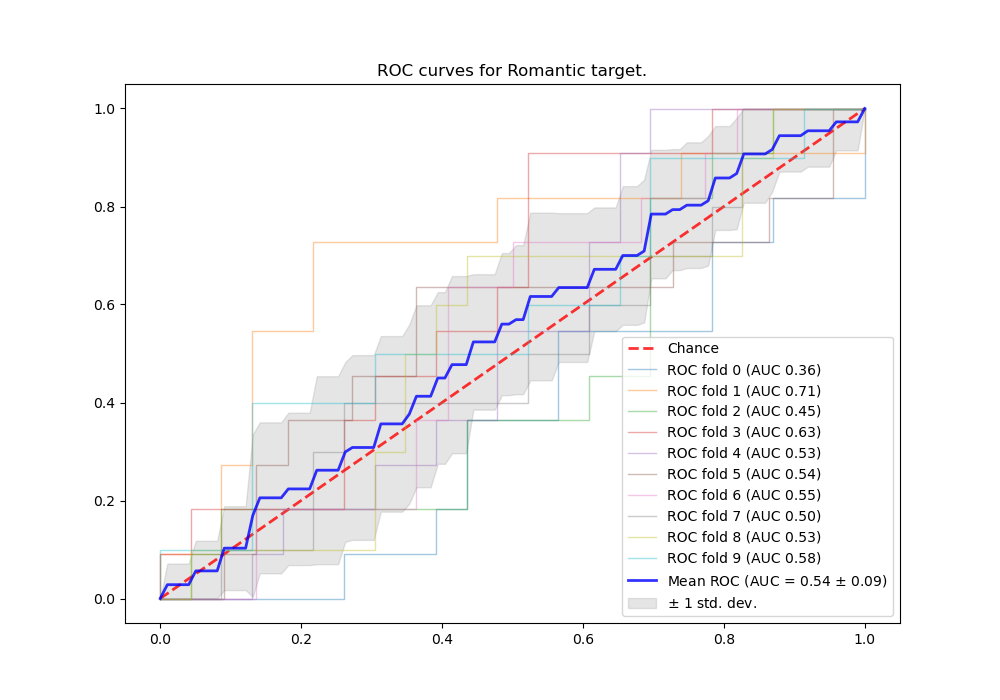 ROC curves for Romantic target.
1.0
0.8
0.6
0.4
0.2
0.0
0.0
0.2
0.4
0.6
0.8
1.0
Chance
ROC fold 0 (AUC 0.36)
ROC fold 1 (AUC 0.71)
ROC fold 2 (AUC 0.45)
ROC fold 3 (AUC 0.63)
ROC fold 4 (AUC 0.53)
ROC fold 5 (AUC 0.54)
ROC fold 6 (AUC 0.55)
ROC fold 7 (AUC 0.50)
ROC fold 8 (AUC 0.53)
ROC fold 9 (AUC 0.58)
Mean ROC (AUC = 0.54 ± 0.09)
± 1 std. dev.